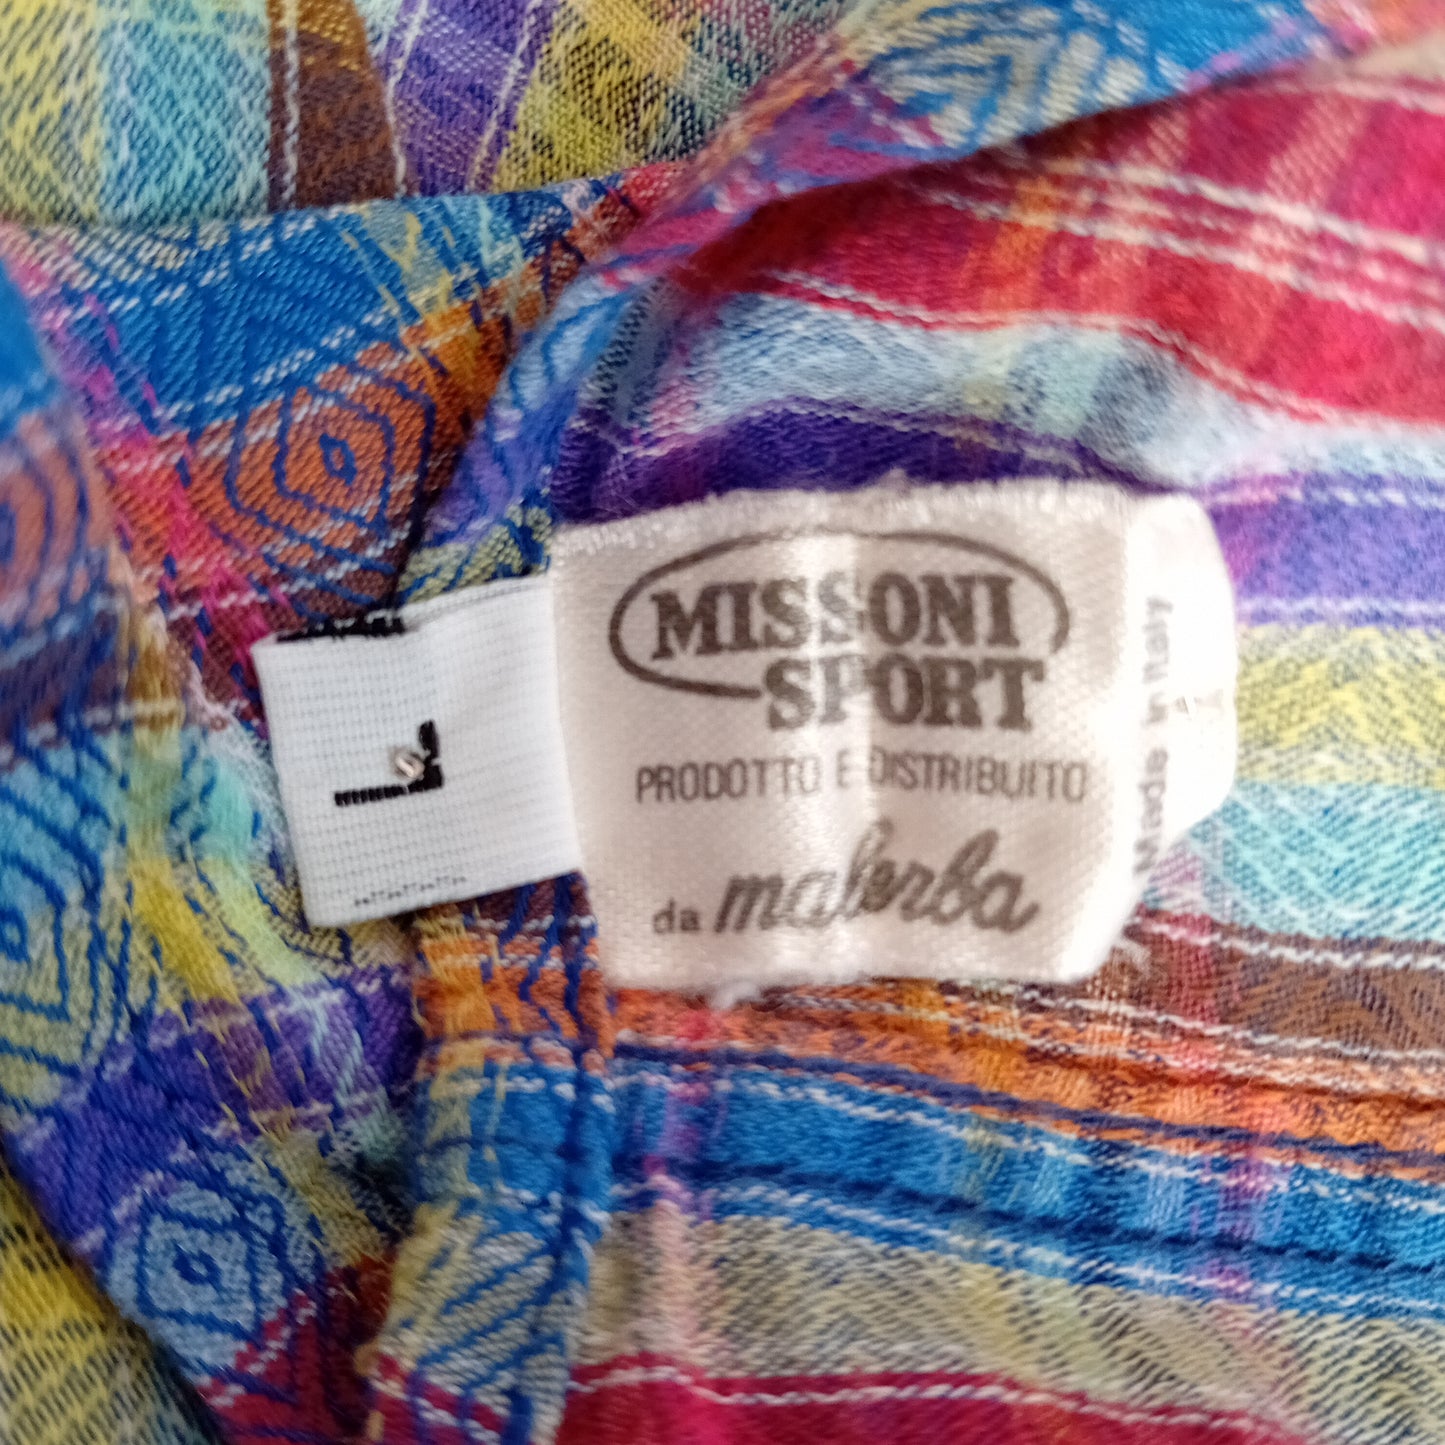 MISSONI
SPORT
PRODOTTO E DISTRIBUITO
da malerba
Made in Italy
L